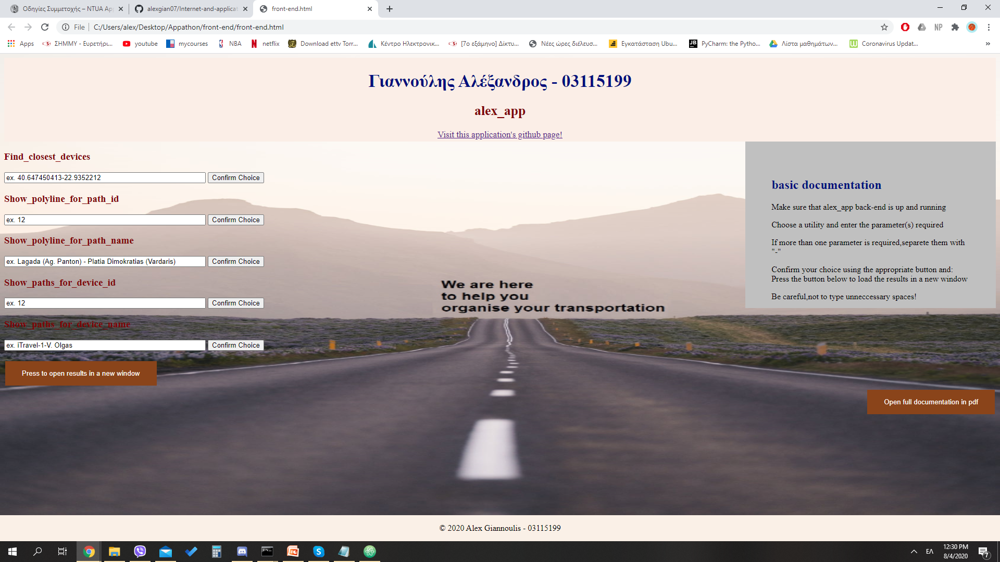 Οδηγίες Συμμετοχής – NTUA Ap
alexgian07/Internet-and-applicat
front-end.html
File
C:/Users/alex/Desktop/Appathon/front-end/front-end.html
NP
Apps
ΣΗΜΜΥ - Ευρετήρι...
youtube
mycourses
NBA
netflix
Download ettv Torr...
Κέντρο Ηλεκτρονικ...
[7ο εξάμηνο] Δίκτυ...
Νέες ώρες διέλευσ...
Εγκατάσταση Ubu...
PyCharm: the Pytho...
Λίστα μαθημάτων...
Coronavirus Updat...
»
Γιαννούλης Αλέξανδρος - 03115199
alex_app
Visit this application's github page!
Find_closest_devices
ex. 40.647450413-22.9352212
Confirm Choice
Show_polyline_for_path_id
ex. 12
Confirm Choice
Show_polyline_for_path_name
ex. Lagada (Ag. Panton) - Platia Dimokratias (Vardaris)
Confirm Choice
Show_paths_for_device_id
ex. 12
Confirm Choice
Show_paths_for_device_name
ex. iTravel-1-V. Olgas
Confirm Choice
Press to open results in a new window
We are here
to help you
organise your transportation
basic documentation
Make sure that alex_app back-end is up and running
Choose a utility and enter the parameter(s) required
If more than one parameter is required,separete them with
"-"
Confirm your choice using the appropriate button and:
Press the button below to load the results in a new window
Be careful,not to type unneccessary spaces!
Open full documentation in pdf
© 2020 Alex Giannoulis - 03115199
ΕΛ
12:30 PM
8/4/2020
7